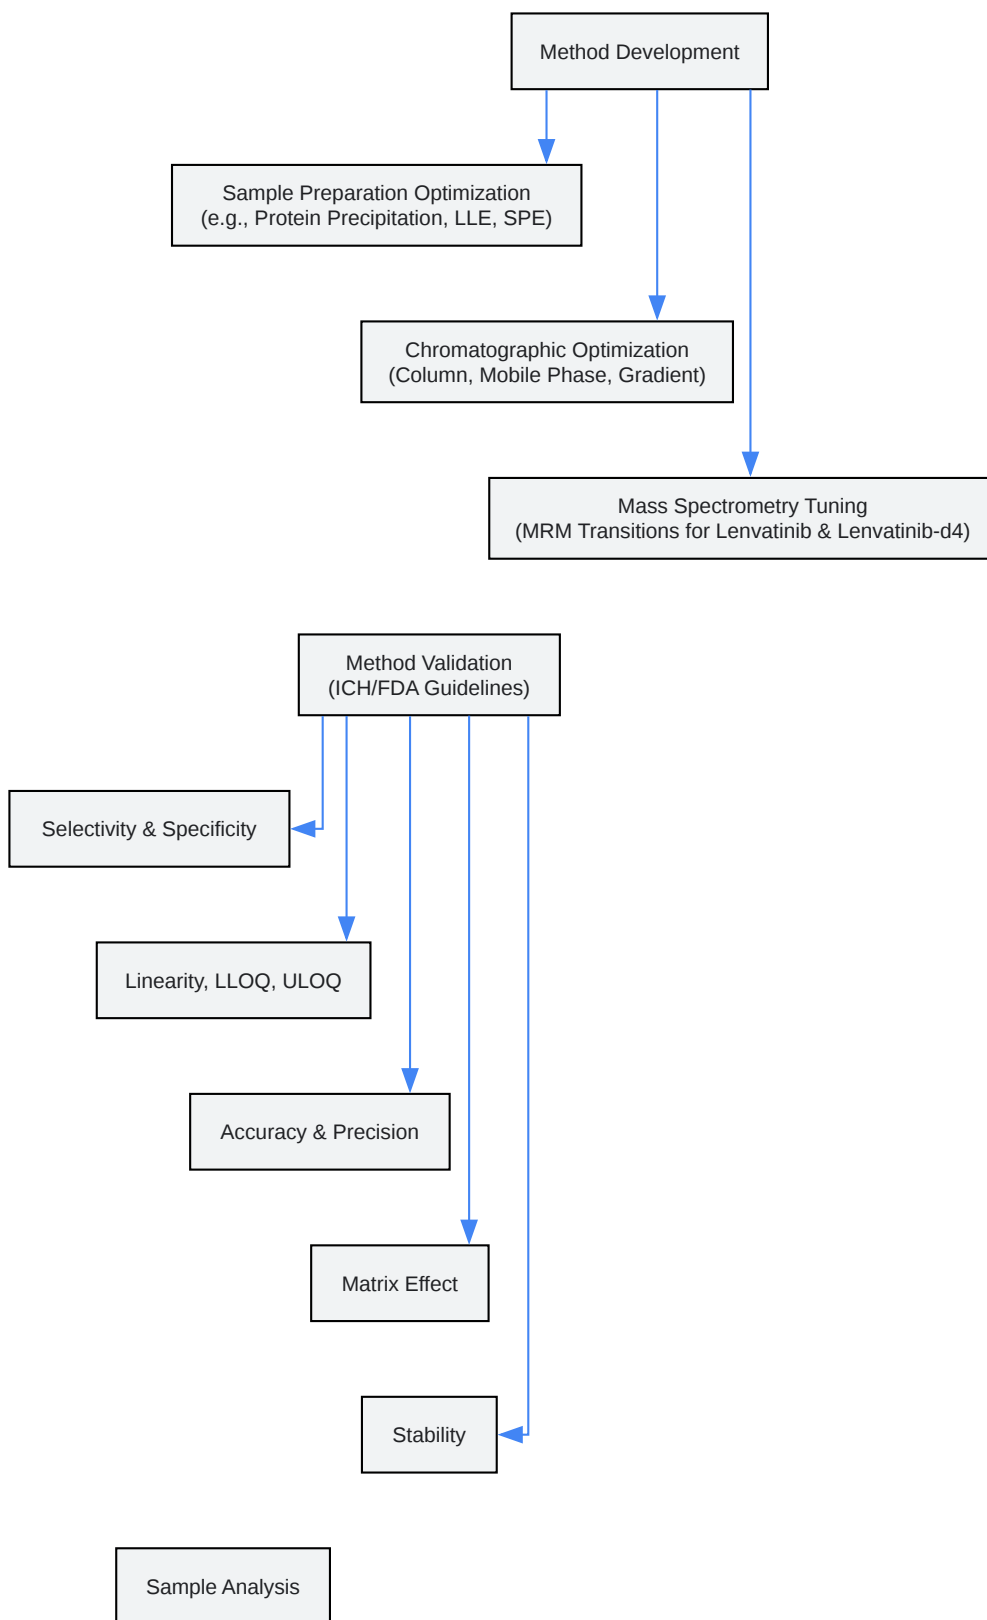 Method Development
Sample Preparation Optimization
(e.g., Protein Precipitation, LLE, SPE)
Chromatographic Optimization
(Column, Mobile Phase, Gradient)
Mass Spectrometry Tuning
(MRM Transitions for Lenvatinib & Lenvatinib-d4)
Method Validation
(ICH/FDA Guidelines)
Selectivity & Specificity
Linearity, LLOQ, ULOQ
Accuracy & Precision
Matrix Effect
Stability
Sample Analysis